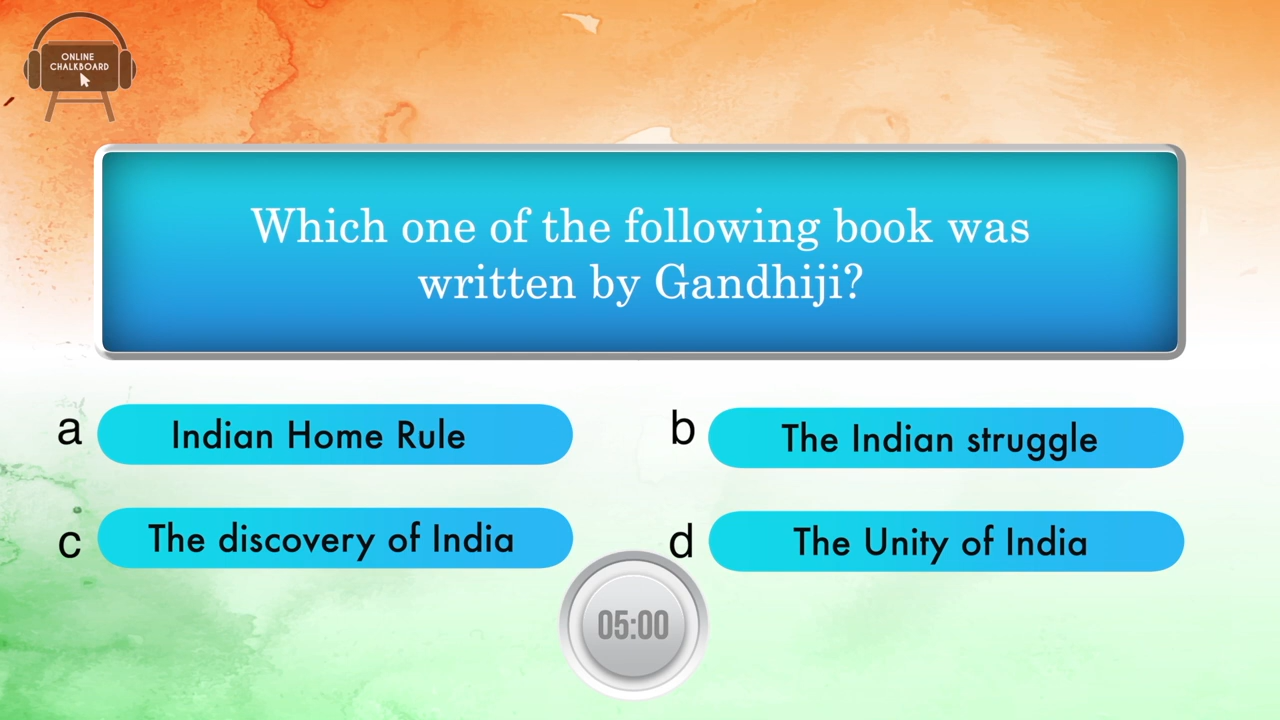 ONLINE
CHALKBOARD
Which one of the following book was
written by Gandhiji?
a Indian Home Rule
b The Indian struggle
c The discovery of India
d The Unity of India
05:00